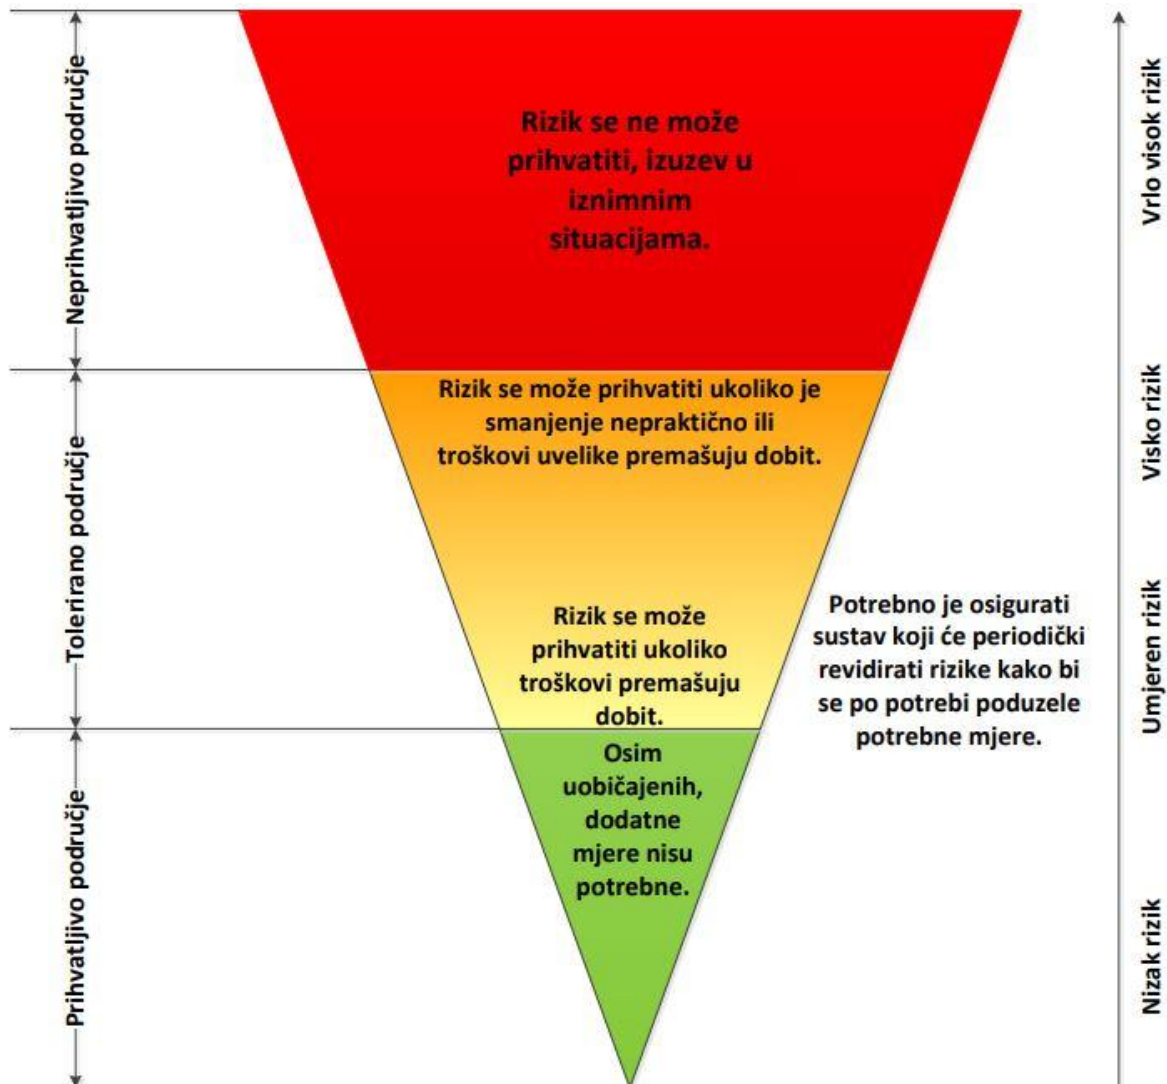 Neprihvatljivo područje
Rizik se ne može
prihvatiti, izuzev u
iznimnim
situacijama.
Vrlo visok rizik
Tolerirano područje
Rizik se može prihvatiti ukoliko je
smanjenje nepraktično ili
troškovi uvelike premašuju dobit.
Visko rizik
Rizik se može
prihvatiti ukoliko
troškovi premašuju
dobit.
Potrebno je osigurati
sustav koji će periodički
revidirati rizike kako bi
se po potrebi poduzele
potrebne mjere.
Umjeren rizik
Prihvatljivo područje
Osim
uobičajenih,
dodatne
mjere nisu
potrebne.
Nizak rizik